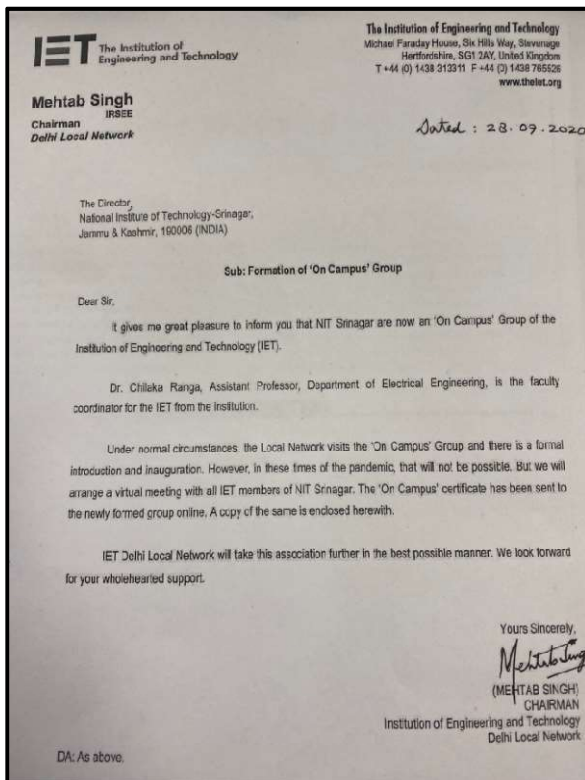 IET The Institution of
Engineering and Technology
The Institution of Engineering and Technology
Michael Faraday House, Six Hills Way, Stevenage
Hertfordshire, SG1 2AY, United Kingdom
T +44 (0) 1438 313311 F +44 (0) 1438 765526
www.theiet.org
Mehtab Singh
IRSEE
Chairman
Delhi Local Network
Dated : 28.09.2020
The Director,
National Institute of Technology-Srinagar,
Jammu & Kashmir, 190006 (INDIA)
Sub: Formation of 'On Campus' Group
Dear Sir,
It gives me great pleasure to inform you that NIT Srinagar are now an 'On Campus' Group of the
Institution of Engineering and Technology (IET).
Dr. Chilaka Ranga, Assistant Professor, Department of Electrical Engineering, is the faculty
coordinator for the IET from the institution.
Under normal circumstances, the Local Network visits the 'On Campus' Group and there is a formal
introduction and inauguration. However, in these times of the pandemic, that will not be possible. But we will
arrange a virtual meeting with all IET members of NIT Srinagar. The 'On Campus' certificate has been sent to
the newly formed group online. A copy of the same is enclosed herewith.
IET Delhi Local Network will take this association further in the best possible manner. We look forward
for your wholehearted support.
Yours Sincerely,
(MEHTAB SINGH)
CHAIRMAN
Institution of Engineering and Technology
Delhi Local Network
DA: As above.